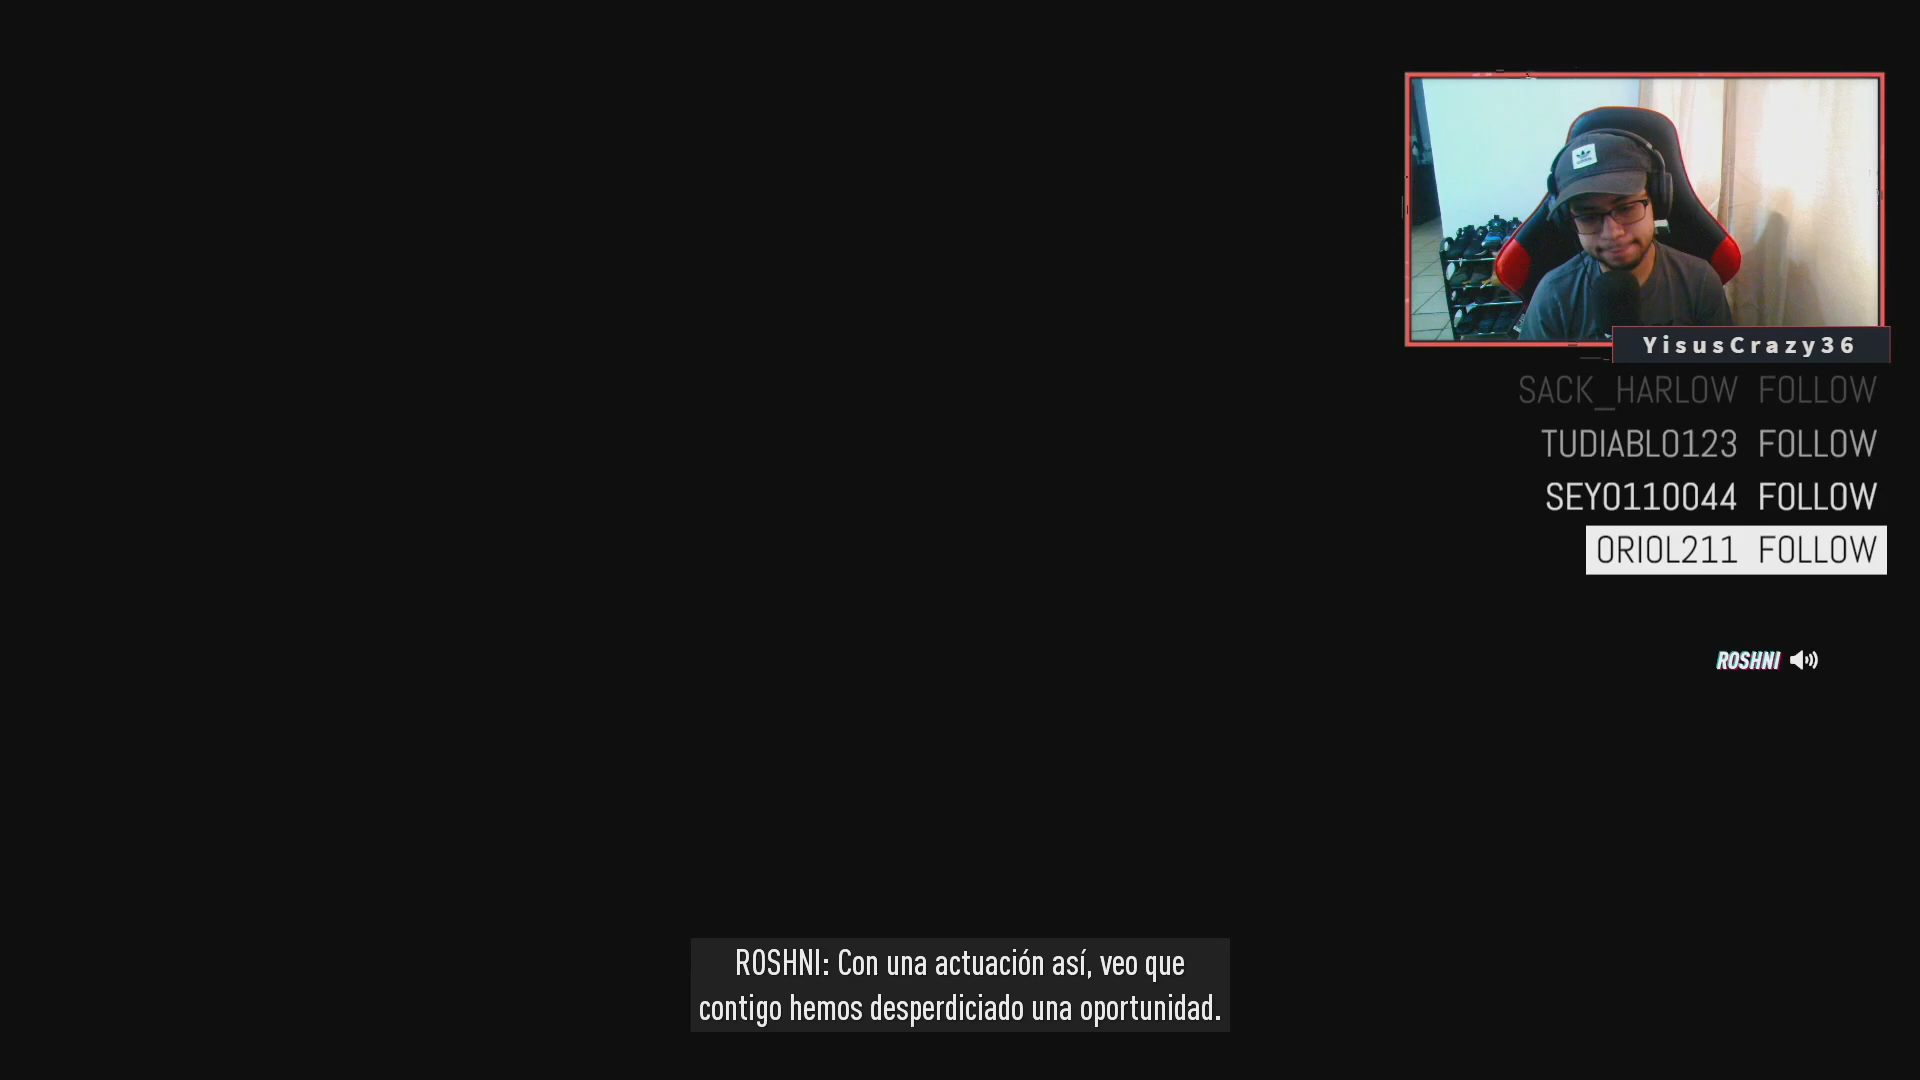 YisusCrazy36
SACK_HARLOW FOLLOW
TUDIABLO123 FOLLOW
SEYO110044 FOLLOW
ORIOL211 FOLLOW
ROSHNI
ROSHNI: Con una actuación así, veo que
contigo hemos desperdiciado una oportunidad.